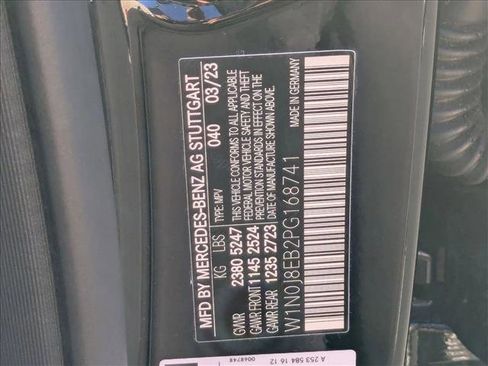 MFD BY MERCEDES-BENZ AG STUTTGART
040 03/23
TYPE: MPV
KG LBS
THIS VEHICLE CONFORMS TO ALL APPLICABLE
FEDERAL MOTOR VEHICLE SAFETY AND THEFT
PREVENTION STANDARDS IN EFFECT ON THE
DATE OF MANUFACTURE SHOWN ABOVE.
GVWR 2380 5247
GAWR FRONT 1145 2524
GAWR REAR 1235 2723
W1N0J8EB2PG168741
MADE IN GERMANY
A 253 584 16 12
0068748